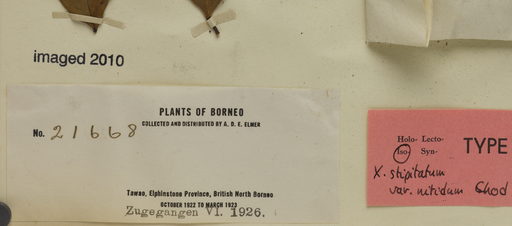 imaged 2010
PLANTS OF BORNEO
COLLECTED AND DISTRIBUTED BY A. D. E. ELMER
No. 21668
Tawao, Elphinstone Province, British North Borneo
OCTOBER 1922 TO MARCH 1923
Zugegangen VI. 1926.
Holo- Lecto-
Iso- Syn-
TYPE
X. stipitatum
var. nitidum Chod